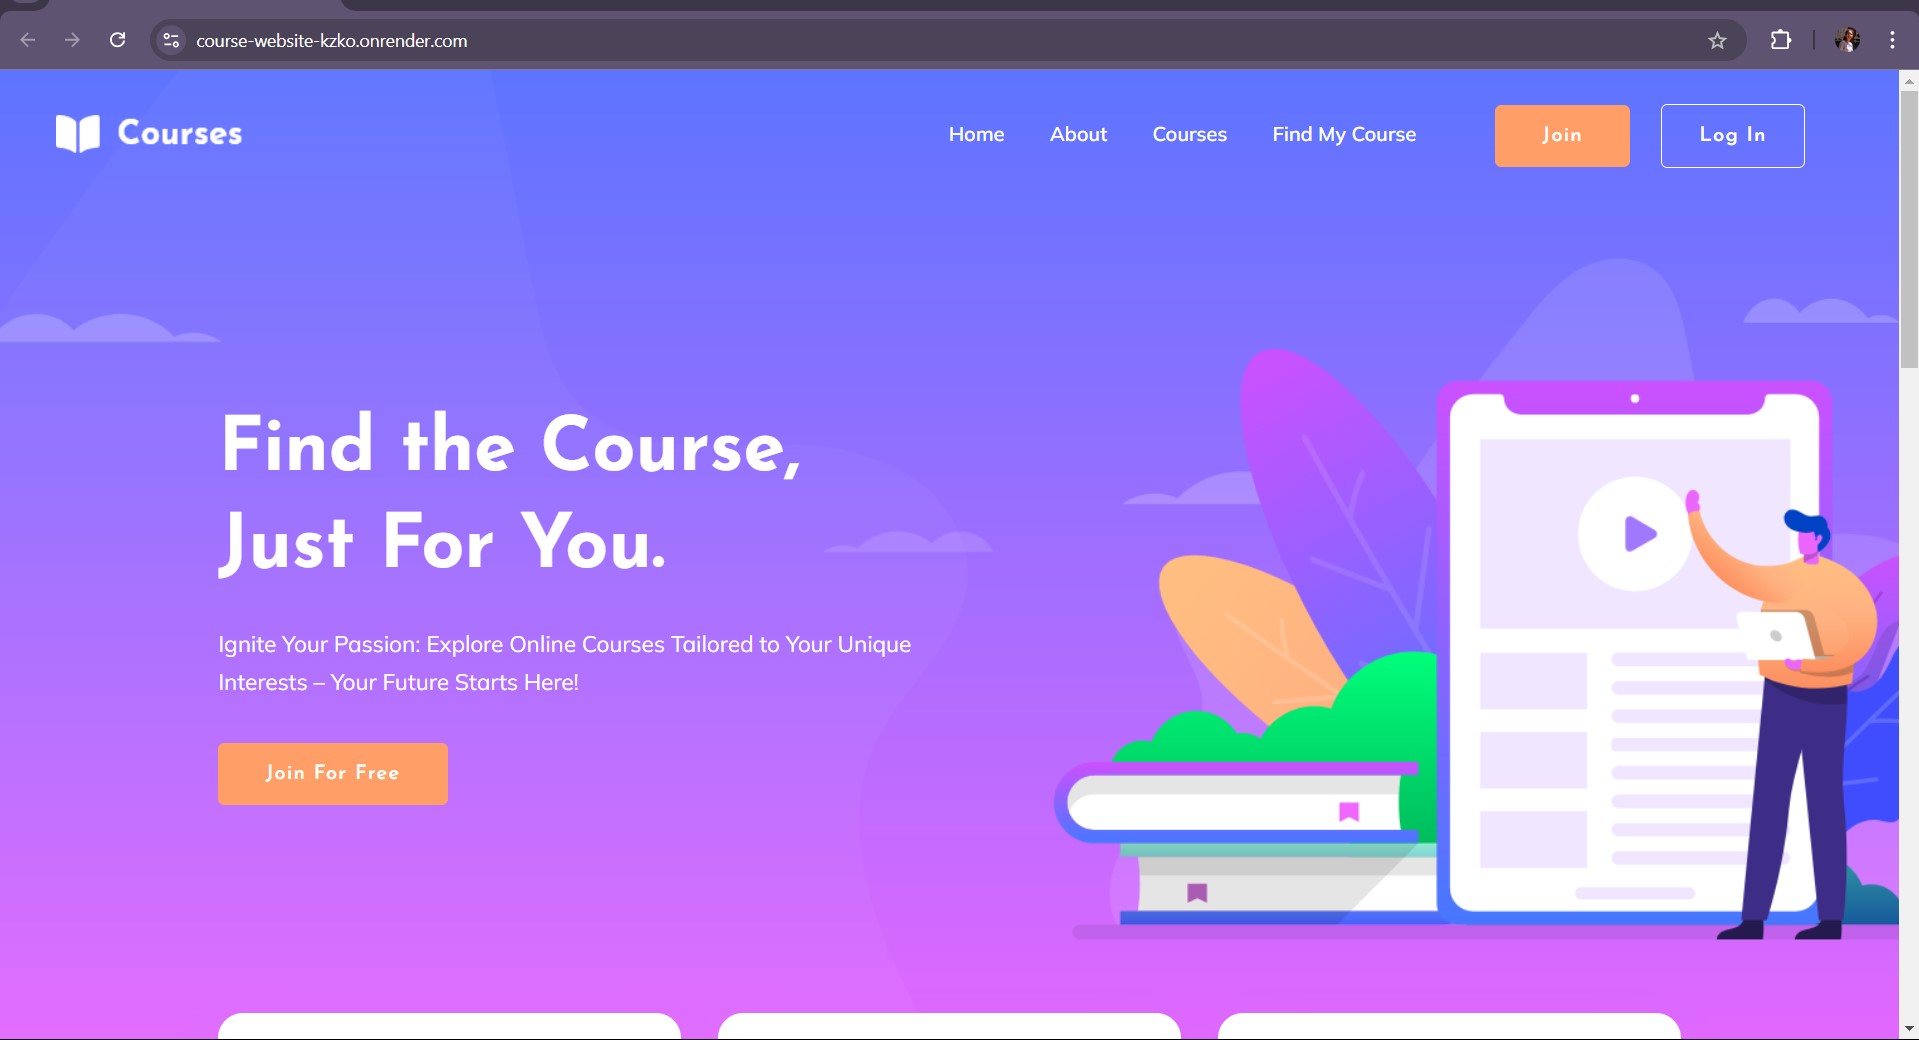 course-website-kzko.onrender.com
Courses
Home About Courses Find My Course Join Log In
Find the Course,
Just For You.
Ignite Your Passion: Explore Online Courses Tailored to Your Unique
Interests – Your Future Starts Here!
Join For Free